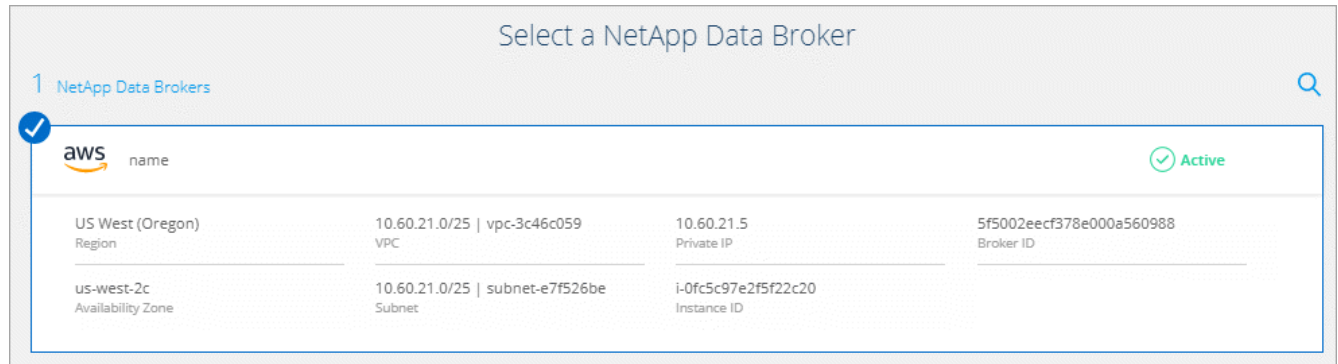 Select a NetApp Data Broker
1 NetApp Data Brokers
aws name Active
US West (Oregon) 10.60.21.0/25 | vpc-3c46c059 10.60.21.5 5f5002eecf378e000a560988
Region VPC Private IP Broker ID
us-west-2c 10.60.21.0/25 | subnet-e7f526be i-0fc5c97e2f5f22c20
Availability Zone Subnet Instance ID